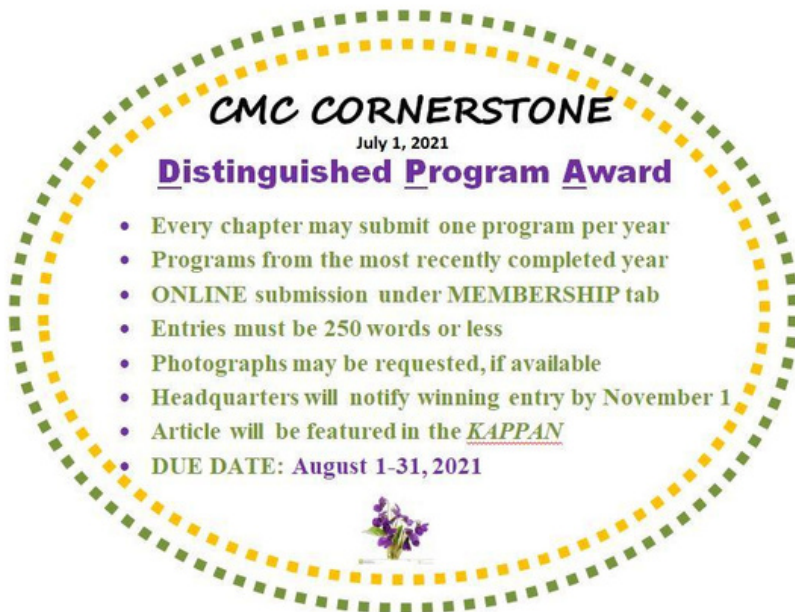 CMC CORNERSTONE
July 1, 2021
Distinguished Program Award
• Every chapter may submit one program per year
• Programs from the most recently completed year
• ONLINE submission under MEMBERSHIP tab
• Entries must be 250 words or less
• Photographs may be requested, if available
• Headquarters will notify winning entry by November 1
• Article will be featured in the KAPPAN
• DUE DATE: August 1-31, 2021